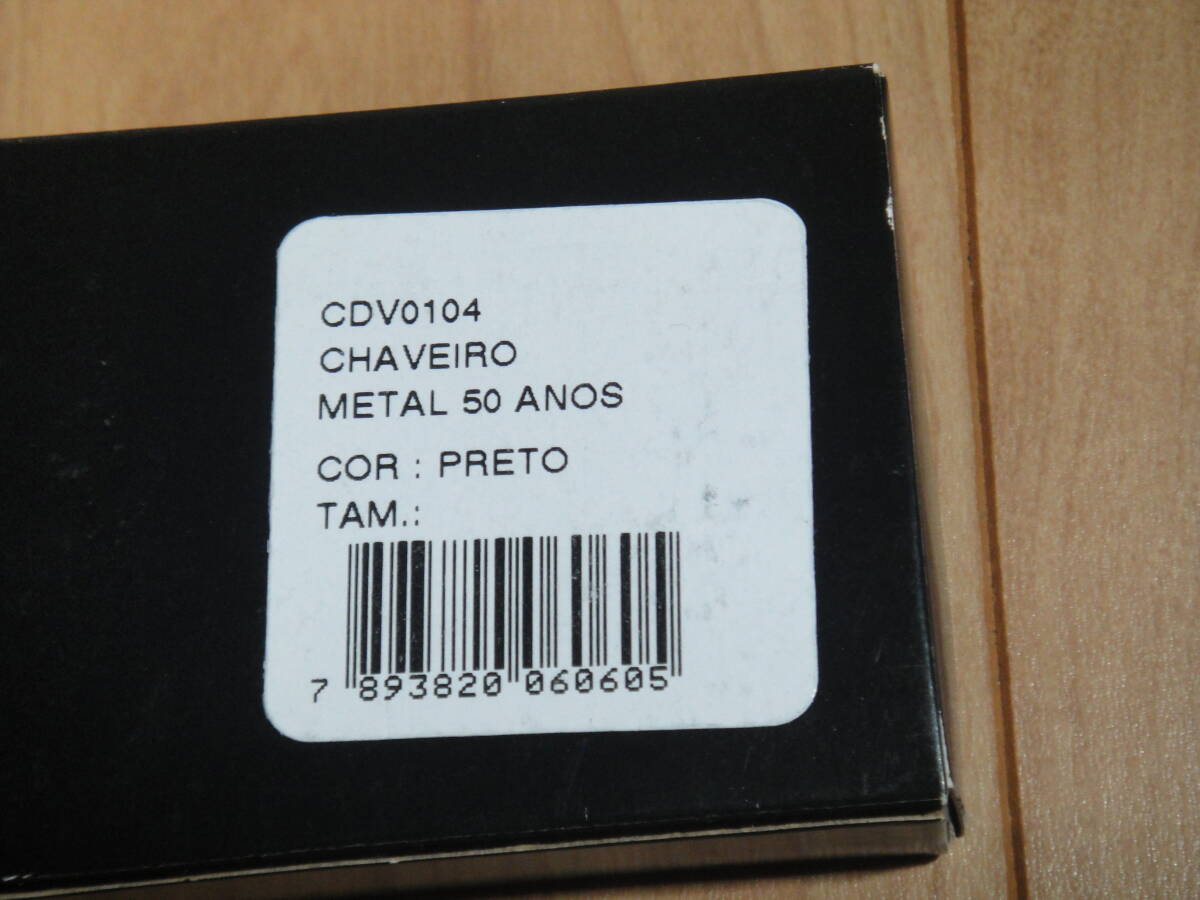 CDV0104
CHAVEIRO
METAL 50 ANOS
COR : PRETO
TAM.:
7 893820 060605